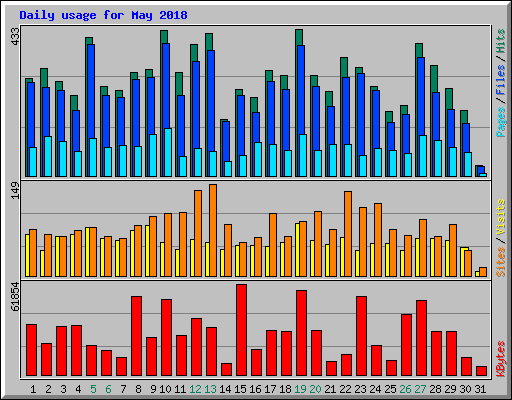 Daily usage for May 2018
433
Pages / Files / Hits
149
Sites / Visits
61854
KBytes
1 2 3 4 5 6 7 8 9 10 11 12 13 14 15 16 17 18 19 20 21 22 23 24 25 26 27 28 29 30 31